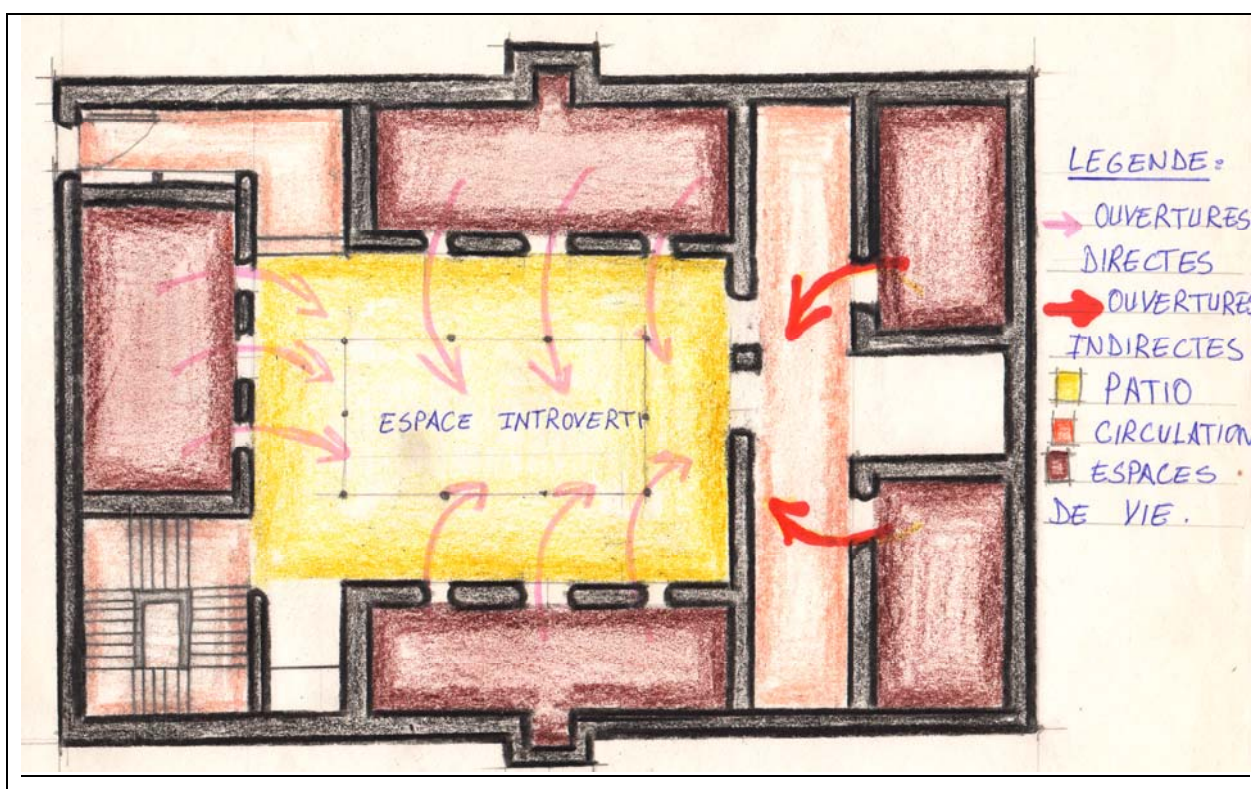 LEGENDE:
OUVERTURES
DIRECTES
OUVERTURES
INDIRECTES
PATIO
CIRCULATION
ESPACES
DE VIE.
ESPACE INTROVERTI